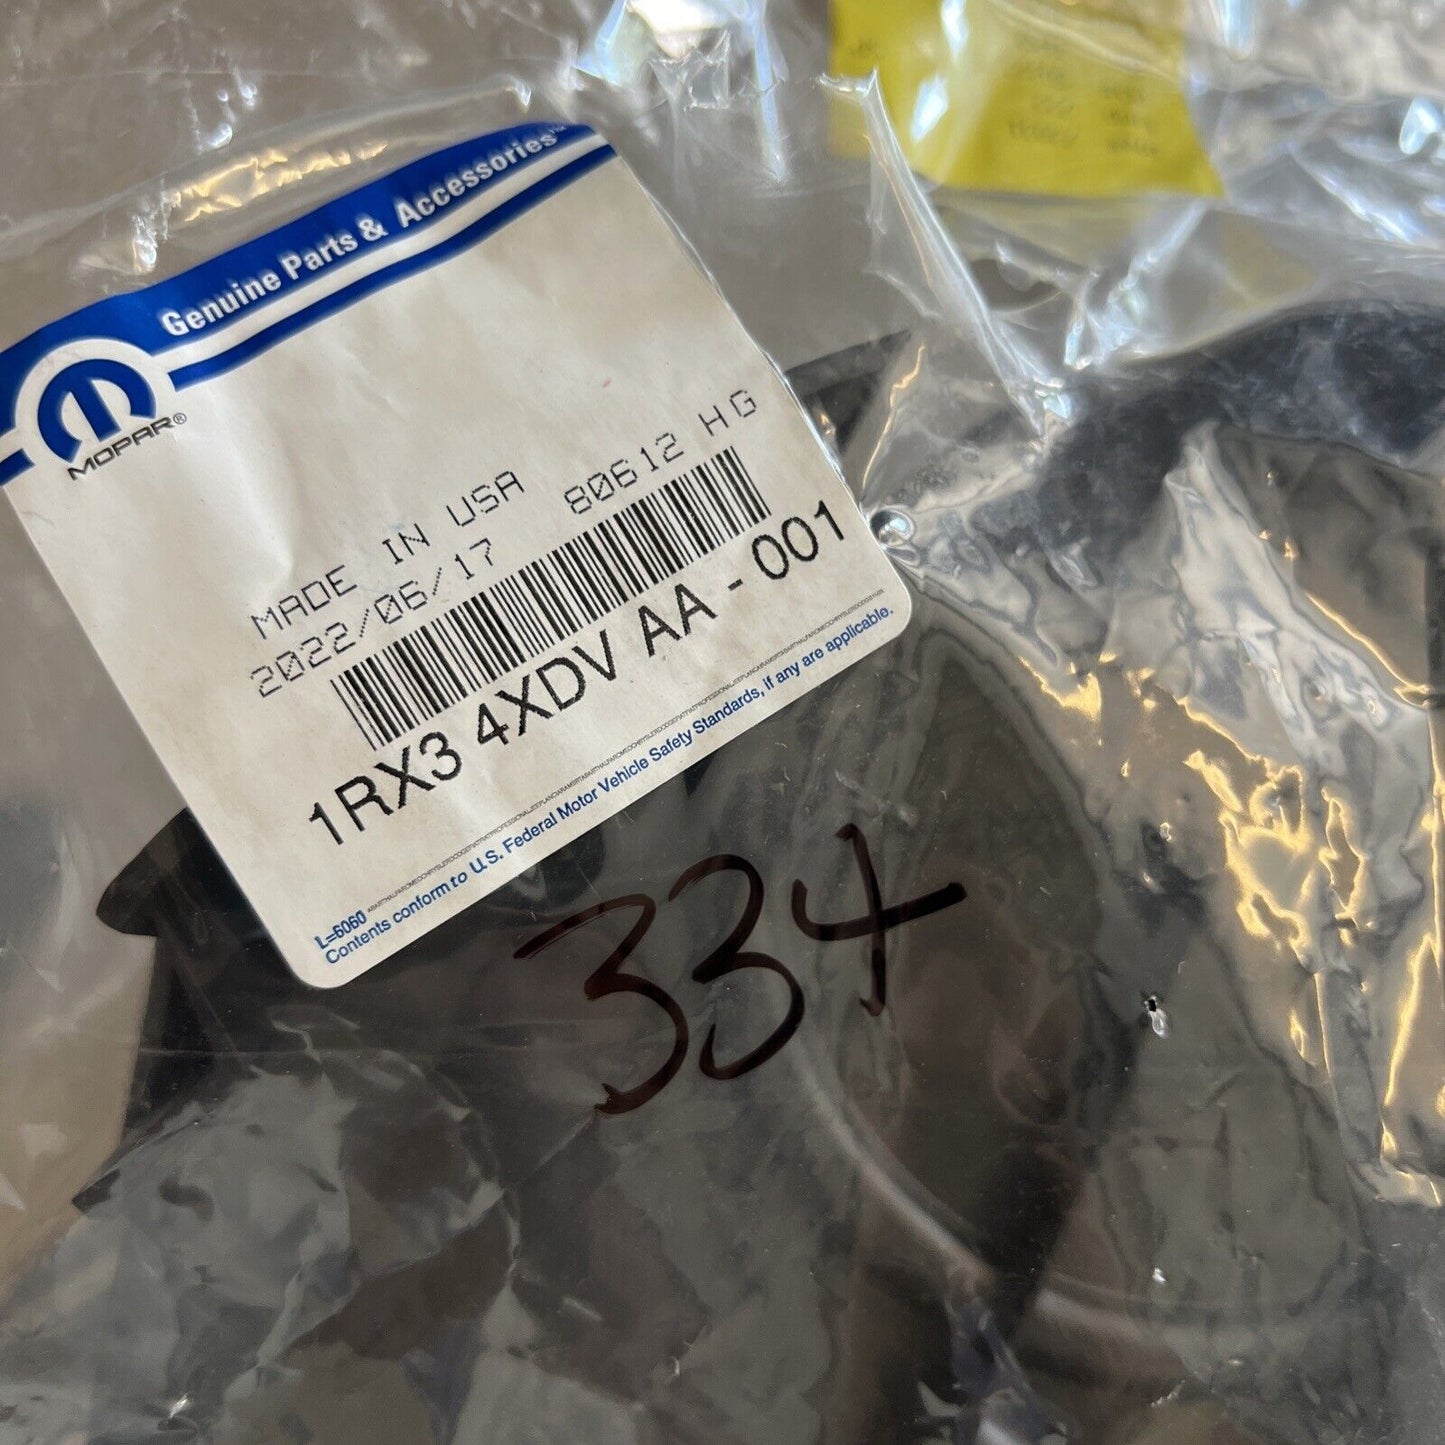 Genuine Parts & Accessories™
MOPAR®
MADE IN USA
2022/06/17 80612 HG
1RX3 4XDV AA - 001
L=6060
Contents conform to U.S. Federal Motor Vehicle Safety Standards, if any are applicable.
334